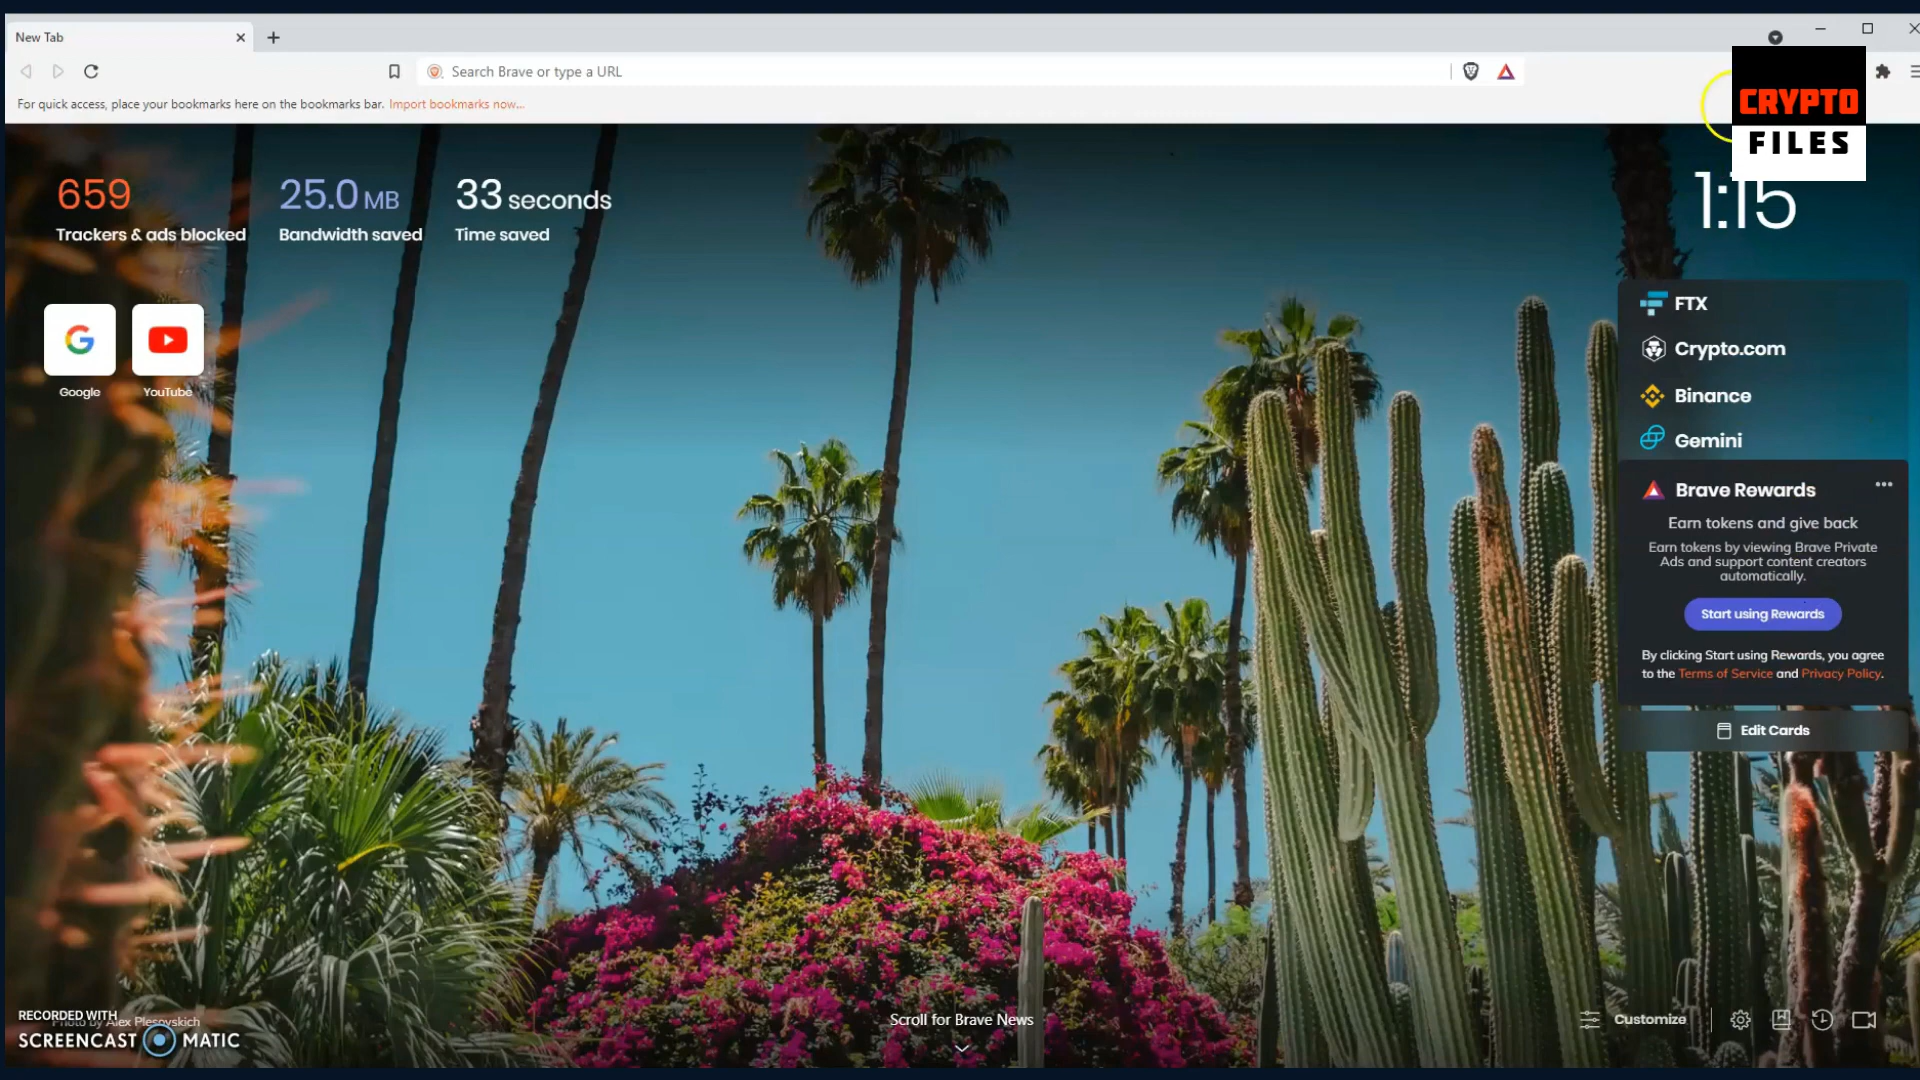 New Tab
Search Brave or type a URL
For quick access, place your bookmarks here on the bookmarks bar. Import bookmarks now...
CRYPTO
FILES
659
Trackers & ads blocked
25.0 MB
Bandwidth saved
33 seconds
Time saved
1:15
Google
YouTube
FTX
Crypto.com
Binance
Gemini
Brave Rewards
Earn tokens and give back
Earn tokens by viewing Brave Private
Ads and support content creators
automatically.
Start using Rewards
By clicking Start using Rewards, you agree
to the Terms of Service and Privacy Policy.
Edit Cards
RECORDED WITH
Photo by Alex Plesovskich
SCREENCAST MATIC
Scroll for Brave News
Customize